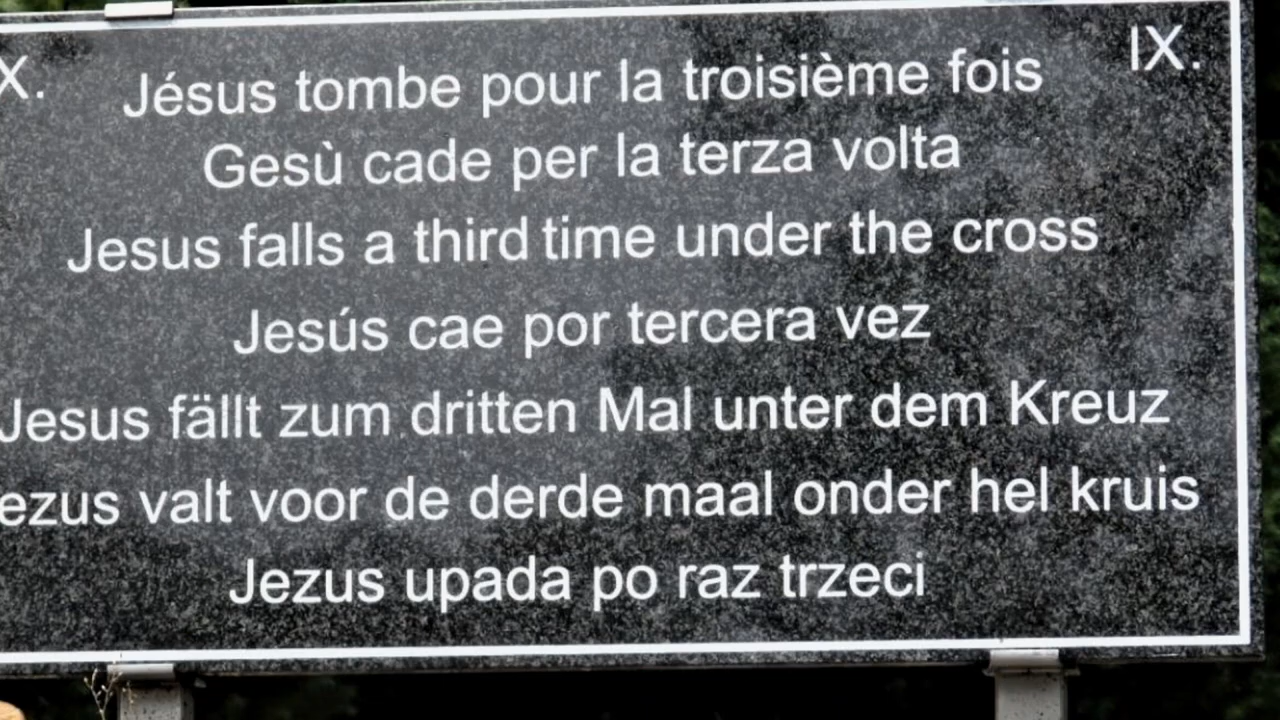 X. Jésus tombe pour la troisième fois IX.
Gesù cade per la terza volta
Jesus falls a third time under the cross
Jesús cae por tercera vez
Jesus fällt zum dritten Mal unter dem Kreuz
ezus valt voor de derde maal onder hel kruis
Jezus upada po raz trzeci